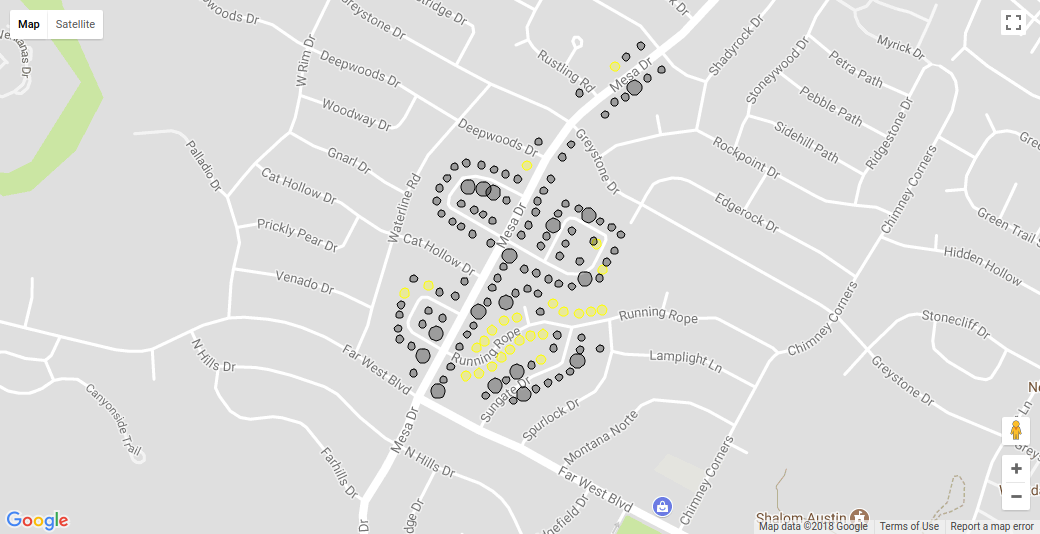 Map Satellite
Deepwoods Dr
Greystone Dr
Shadyrock Dr
Stoneywood Dr
Myrick Dr
W Rim Dr
Deepwoods Dr
Rustling Rd
Mesa Dr
Petra Path
Pebble Path
Woodway Dr
Deepwoods Dr
Sidehill Path
Ridgestone Dr
Palladio Dr
Gnarl Dr
Greystone Dr
Rockpoint Dr
Chimney Corners
Cat Hollow Dr
Waterline Rd
Edgerock Dr
Prickly Pear Dr
Mesa Dr
Cat Hollow Dr
Green Trail S
Hidden Hollow
Venado Dr
Running Rope
Chimney Corners
Stonecliff Dr
N Hills Dr
Far West Blvd
Running Rope
Lamplight Ln
Greystone Dr
Canyonside Trail
Sungate Dr
Spurlock Dr
Mesa Dr
Montana Norte
Farhills Dr
N Hills Dr
Far West Blvd
Chimney Corners
Shalom Austin
Google
Map data ©2018 Google Terms of Use Report a map error